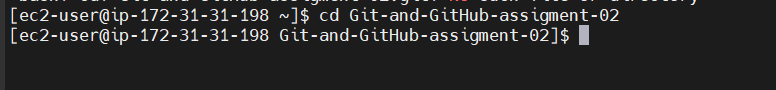 [ec2-user@ip-172-31-31-198 ~]$ cd Git-and-GitHub-assigment-02
[ec2-user@ip-172-31-31-198 Git-and-GitHub-assigment-02]$